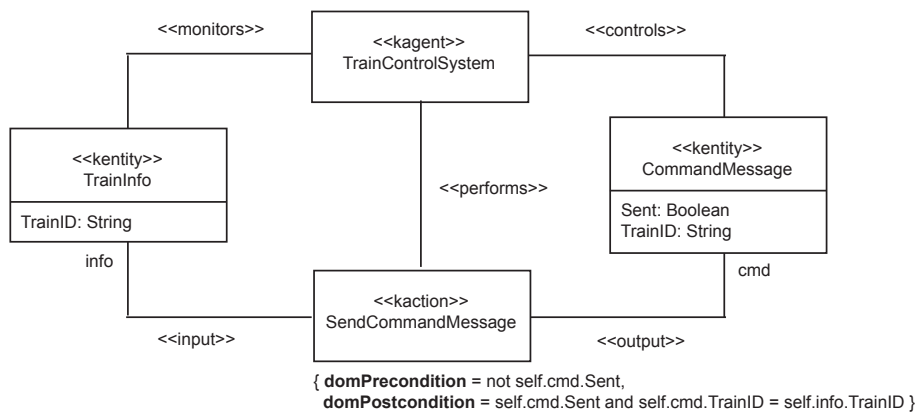 <<monitors>>
<<kagent>>
TrainControlSystem
<<controls>>
<<kentity>>
TrainInfo
TrainID: String
info
<<performs>>
<<kentity>>
CommandMessage
Sent: Boolean
TrainID: String
cmd
<<kaction>>
SendCommandMessage
<<input>>
<<output>>
{ domPrecondition = not self.cmd.Sent,
domPostcondition = self.cmd.Sent and self.cmd.TrainID = self.info.TrainID }